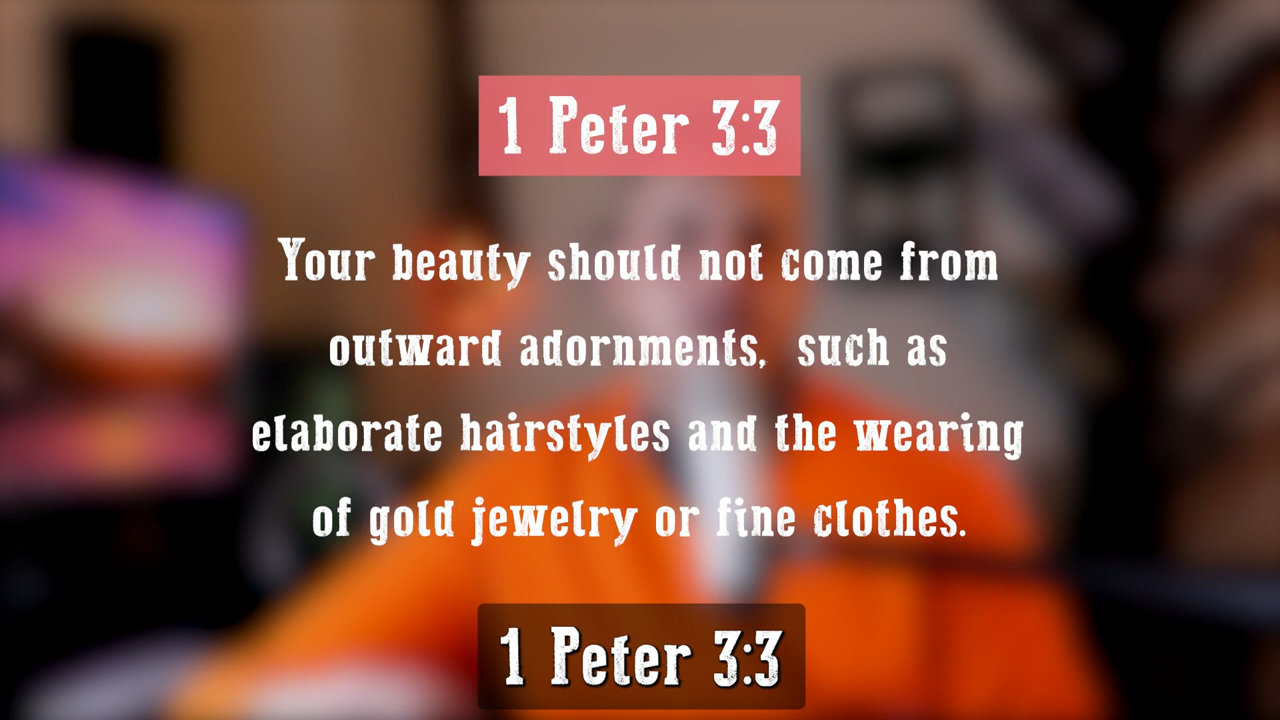 1 Peter 3:3
Your beauty should not come from
outward adornments, such as
elaborate hairstyles and the wearing
of gold jewelry or fine clothes.
1 Peter 3:3